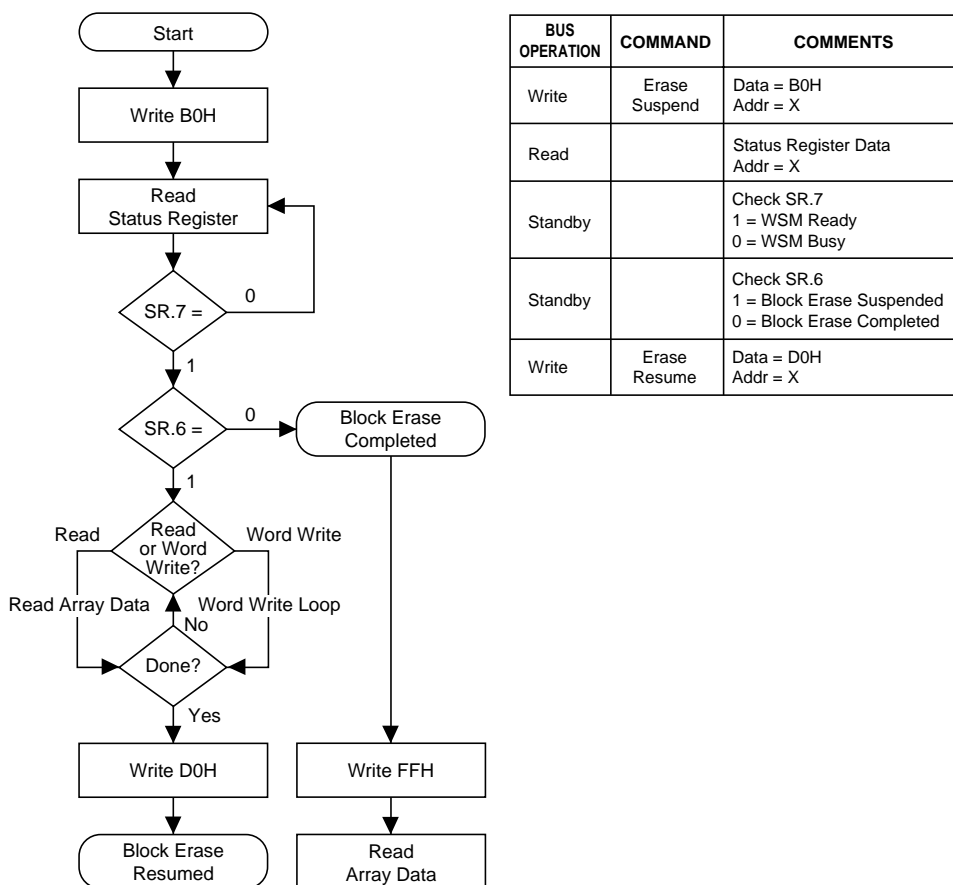 Start
Write B0H
Read
Status Register
SR.7 =
0
1
SR.6 =
0
Block Erase
Completed
1
Read
Read
or Word
Write?
Word Write
Read Array Data
Word Write Loop
No
Done?
Yes
Write D0H
Write FFH
Block Erase
Resumed
Read
Array Data
BUS
OPERATION
COMMAND
COMMENTS
Write
Erase
Suspend
Data = B0H
Addr = X
Read
Status Register Data
Addr = X
Standby
Check SR.7
1 = WSM Ready
0 = WSM Busy
Standby
Check SR.6
1 = Block Erase Suspended
0 = Block Erase Completed
Write
Erase
Resume
Data = D0H
Addr = X